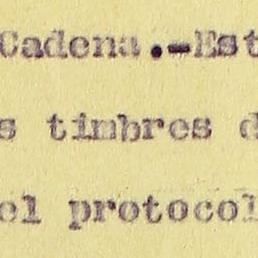 Cadena.-Est
s timbres d
el protocol